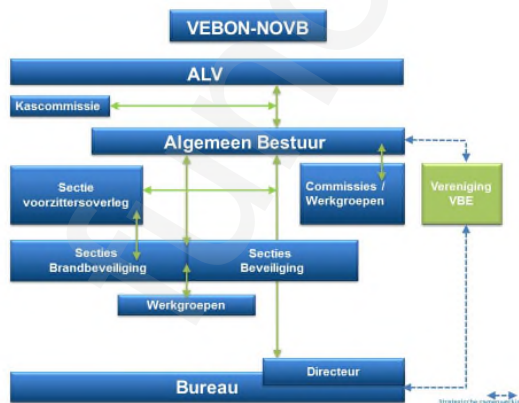 VEBON-NOVB
ALV
Kascommissie
Algemeen Bestuur
Sectie
voorzittersoverleg
Commissies /
Werkgroepen
Vereniging
VBE
Secties
Brandbeveiliging
Secties
Beveiliging
Werkgroepen
Directeur
Bureau
Strategische